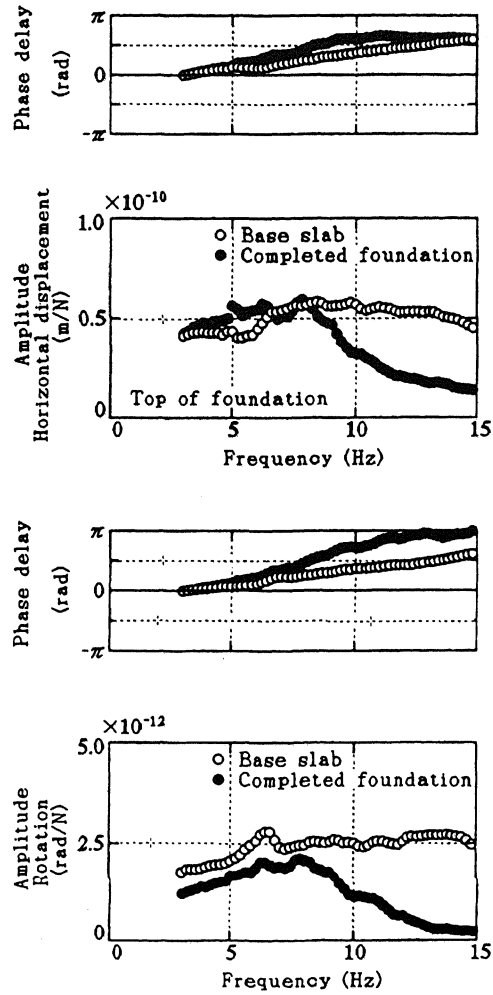 Phase delay
(rad)
π
0
-π
×10⁻¹⁰
Amplitude
Horizontal displacement
(m/N)
1.0
0.5
0
Base slab
Completed foundation
Top of foundation
0
5
10
15
Frequency (Hz)
Phase delay
(rad)
π
0
-π
×10⁻¹²
Amplitude
Rotation
(rad/N)
5.0
2.5
0
Base slab
Completed foundation
0
5
10
15
Frequency (Hz)